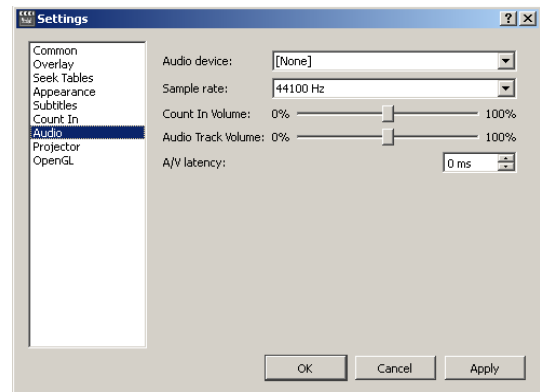 Settings
Common
Overlay
Seek Tables
Appearance
Subtitles
Count In
Audio
Projector
OpenGL
Audio device: [None]
Sample rate: 44100 Hz
Count In Volume: 0% 100%
Audio Track Volume: 0% 100%
A/V latency: 0 ms
OK Cancel Apply